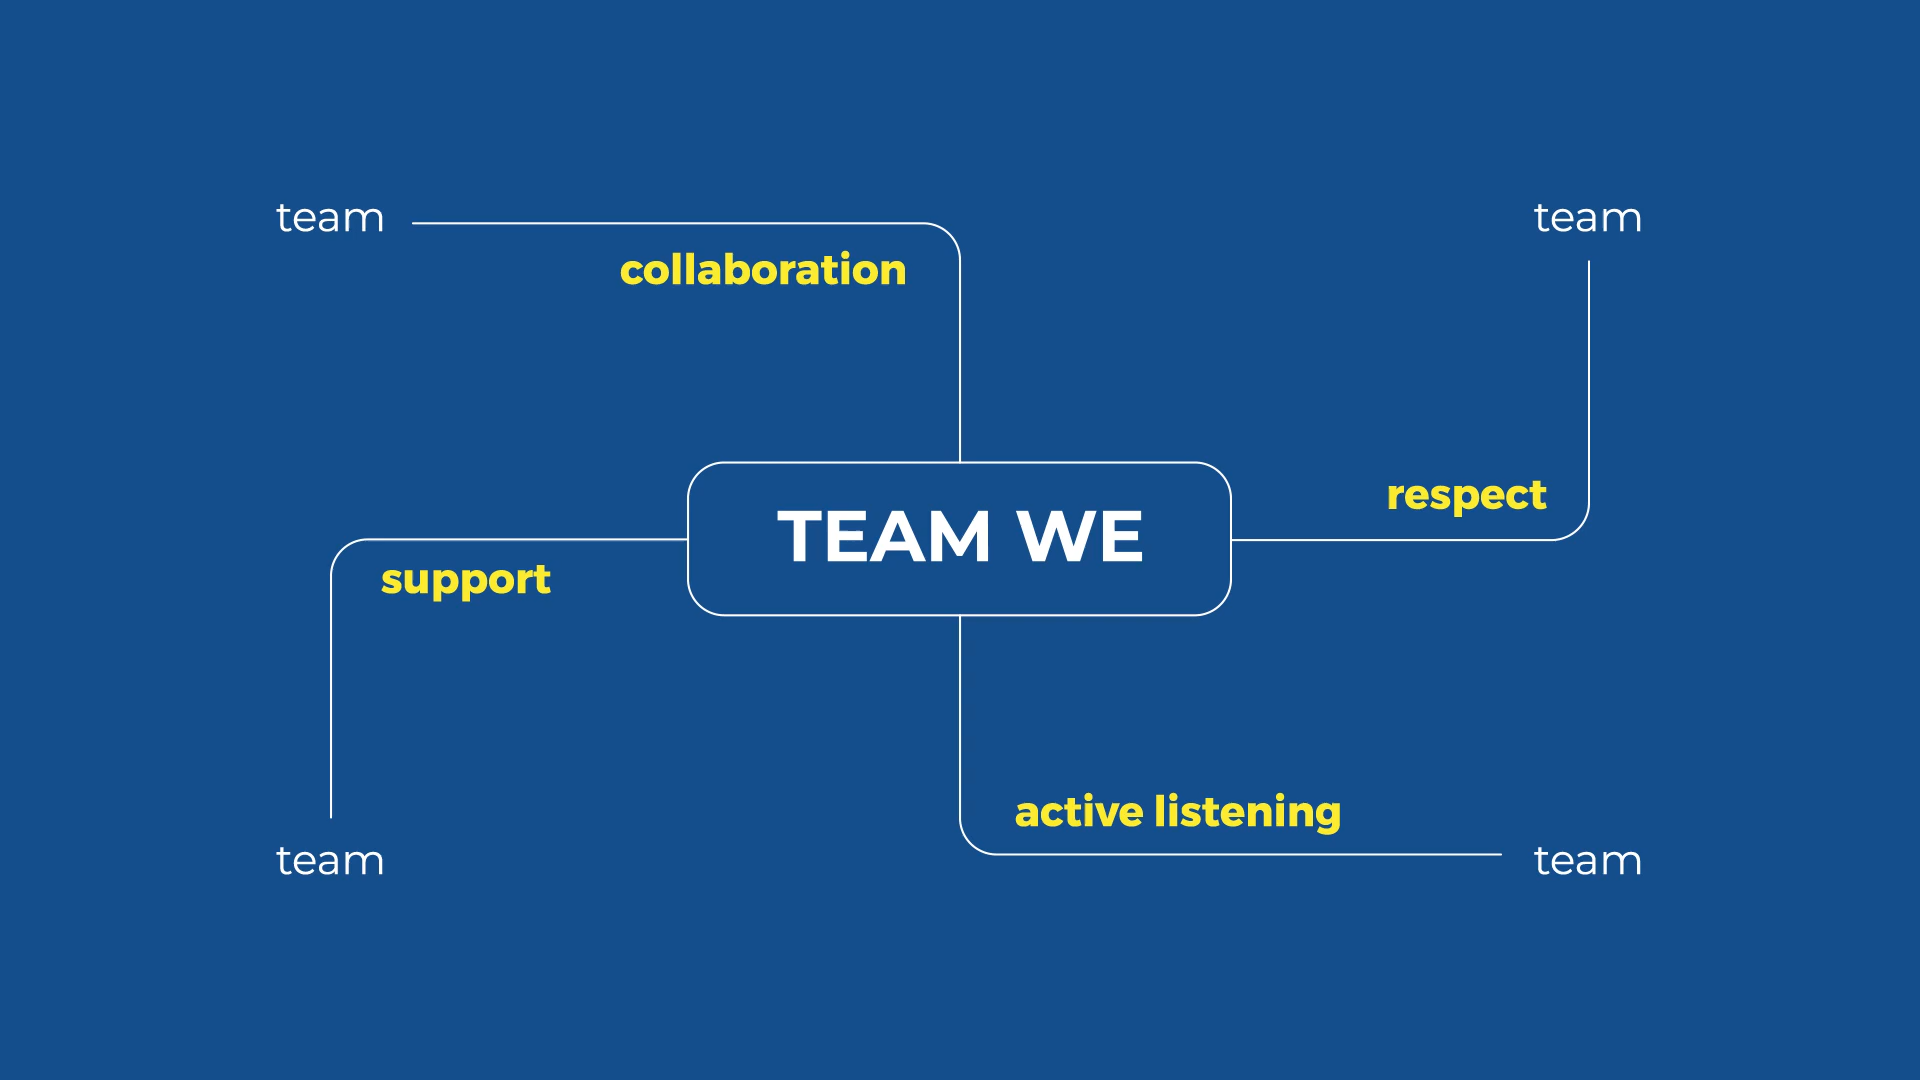 team
team
collaboration
respect
TEAM WE
support
active listening
team
team